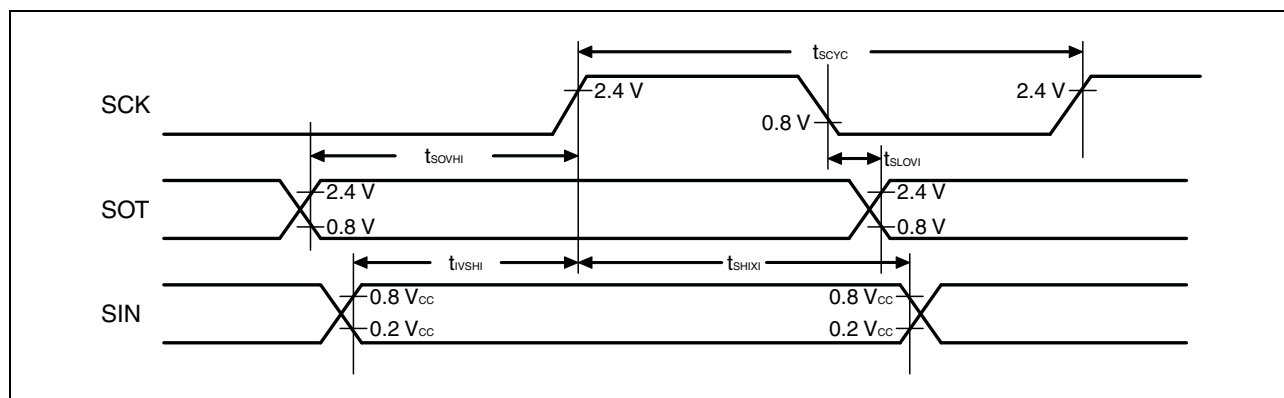 tSCYC
SCK
2.4 V
0.8 V
2.4 V
tSOVHI
tSLOVI
SOT
2.4 V
0.8 V
2.4 V
0.8 V
tIVSHI
tSHIXI
SIN
0.8 VCC
0.2 VCC
0.8 VCC
0.2 VCC